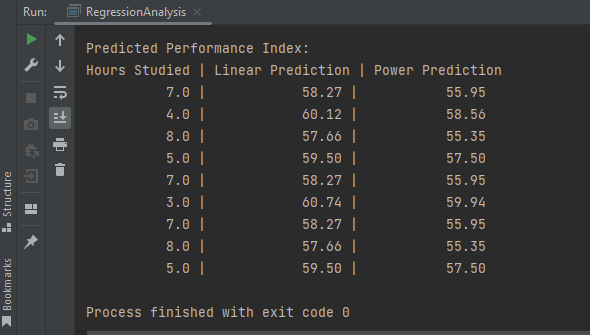 Run: RegressionAnalysis
Predicted Performance Index:
Hours Studied | Linear Prediction | Power Prediction
7.0 | 58.27 | 55.95
4.0 | 60.12 | 58.56
8.0 | 57.66 | 55.35
5.0 | 59.50 | 57.50
7.0 | 58.27 | 55.95
3.0 | 60.74 | 59.94
7.0 | 58.27 | 55.95
8.0 | 57.66 | 55.35
5.0 | 59.50 | 57.50
Process finished with exit code 0
Structure
Bookmarks